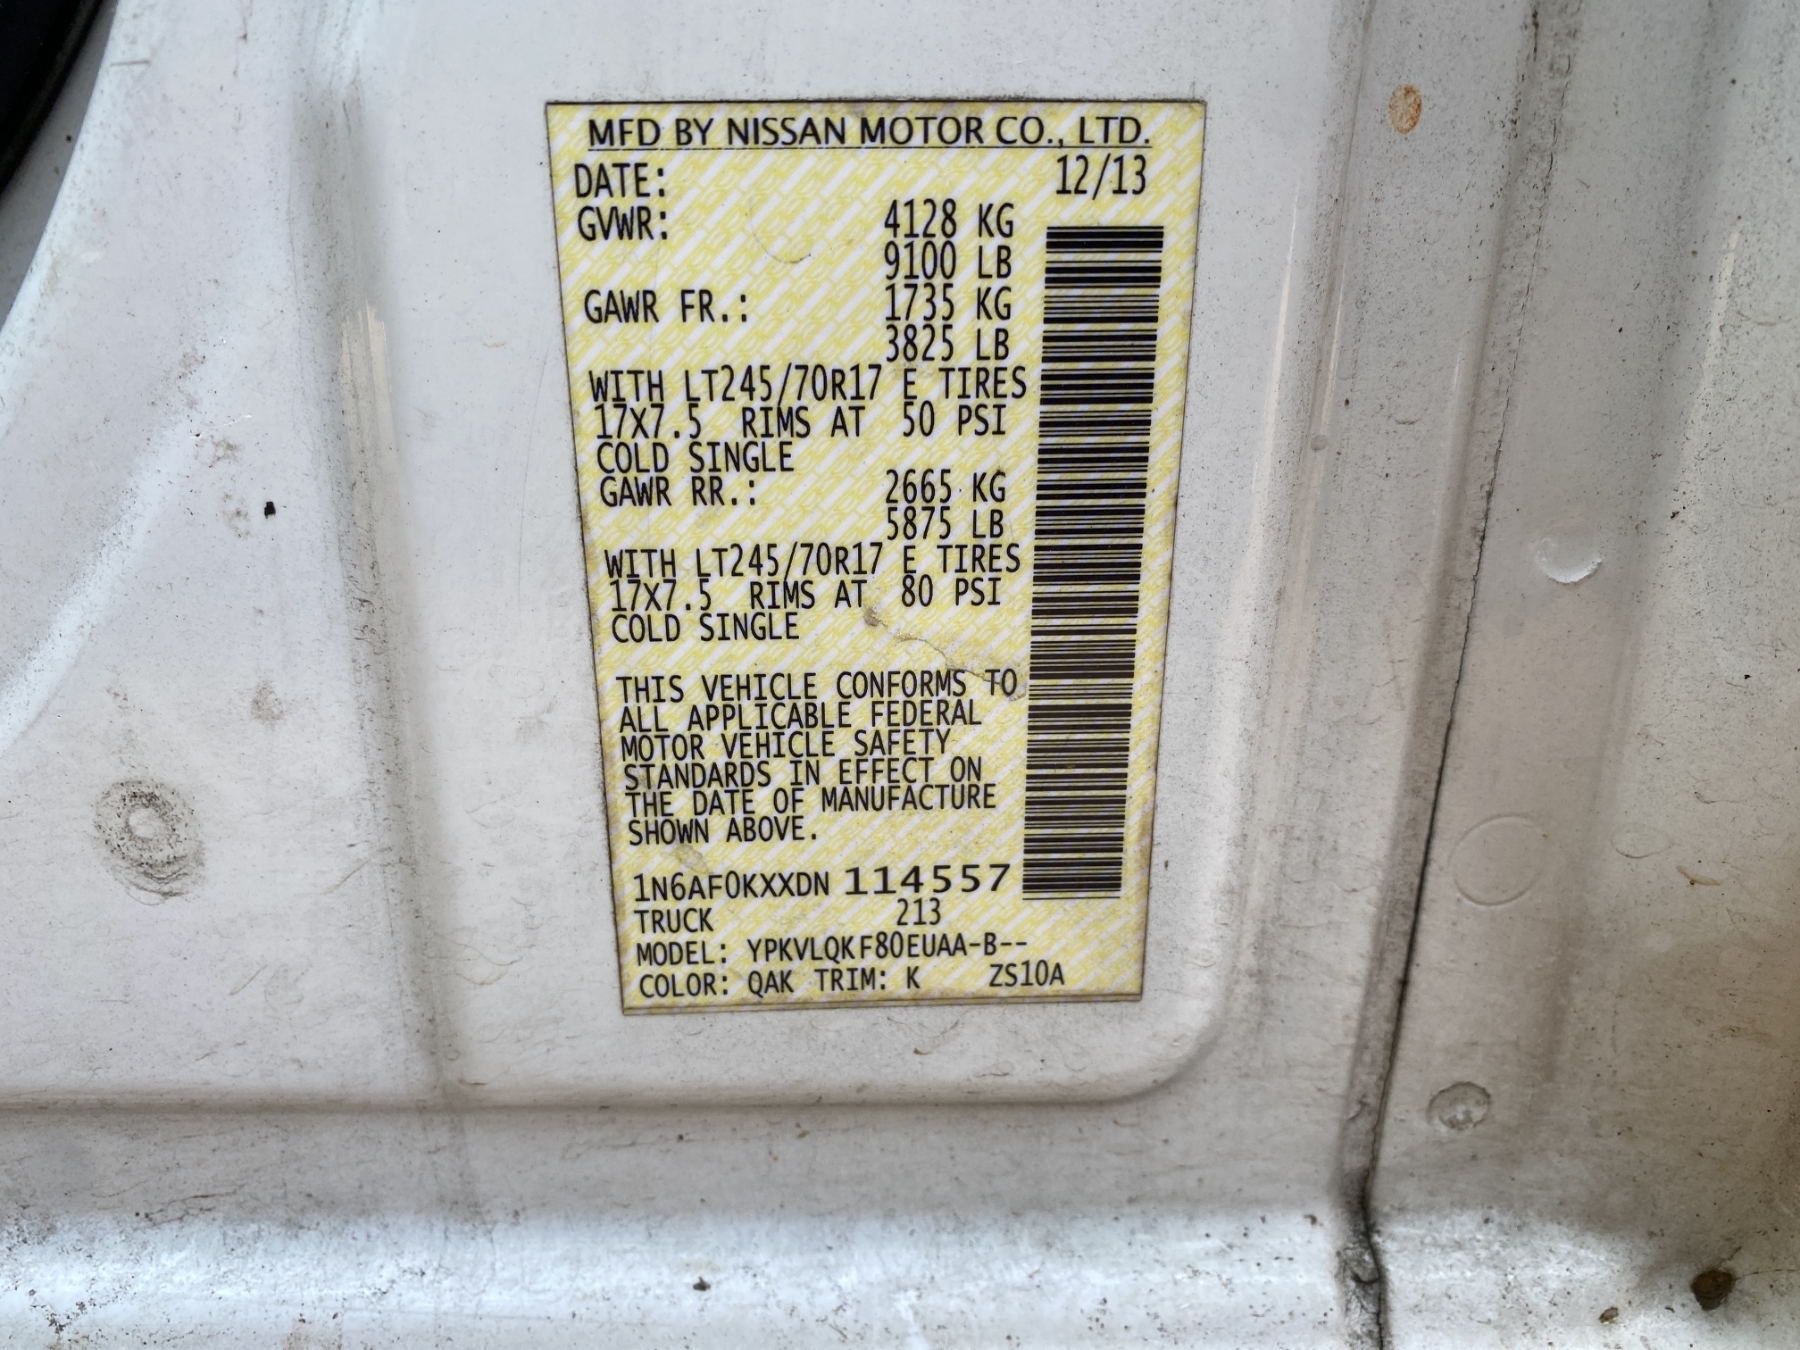 MFD BY NISSAN MOTOR CO., LTD.
DATE: 12/13
GVWR: 4128 KG
9100 LB
GAWR FR.: 1735 KG
3825 LB
WITH LT245/70R17 E TIRES
17X7.5 RIMS AT 50 PSI
COLD SINGLE
GAWR RR.: 2665 KG
5875 LB
WITH LT245/70R17 E TIRES
17X7.5 RIMS AT 80 PSI
COLD SINGLE
THIS VEHICLE CONFORMS TO
ALL APPLICABLE FEDERAL
MOTOR VEHICLE SAFETY
STANDARDS IN EFFECT ON
THE DATE OF MANUFACTURE
SHOWN ABOVE.
1N6AF0KXXDN 114557
TRUCK 213
MODEL: YPKVLQKF80EUAA-B--
COLOR: QAK TRIM: K ZS10A